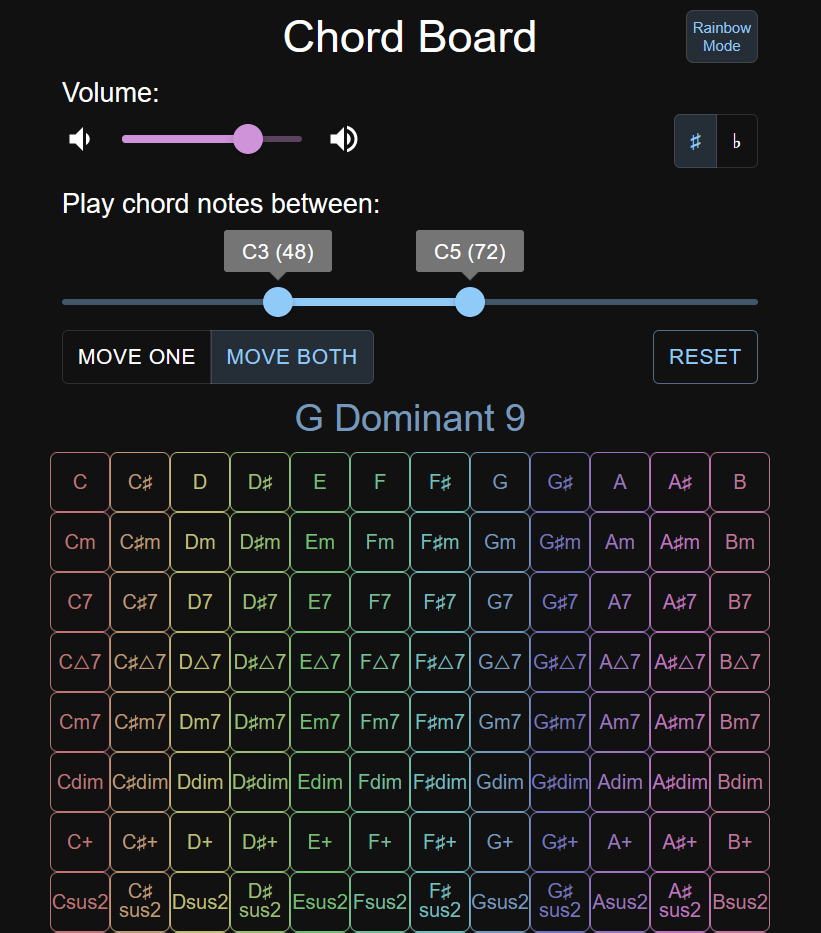 Chord Board
Rainbow
Mode
Volume:
♯ ♭
Play chord notes between:
C3 (48) C5 (72)
MOVE ONE MOVE BOTH RESET
G Dominant 9
C C♯ D D♯ E F F♯ G G♯ A A♯ B
Cm C♯m Dm D♯m Em Fm F♯m Gm G♯m Am A♯m Bm
C7 C♯7 D7 D♯7 E7 F7 F♯7 G7 G♯7 A7 A♯7 B7
C△7 C♯△7 D△7 D♯△7 E△7 F△7 F♯△7 G△7 G♯△7 A△7 A♯△7 B△7
Cm7 C♯m7 Dm7 D♯m7 Em7 Fm7 F♯m7 Gm7 G♯m7 Am7 A♯m7 Bm7
Cdim C♯dim Ddim D♯dim Edim Fdim F♯dim Gdim G♯dim Adim A♯dim Bdim
C+ C♯+ D+ D♯+ E+ F+ F♯+ G+ G♯+ A+ A♯+ B+
Csus2 C♯sus2 Dsus2 D♯sus2 Esus2 Fsus2 F♯sus2 Gsus2 G♯sus2 Asus2 A♯sus2 Bsus2